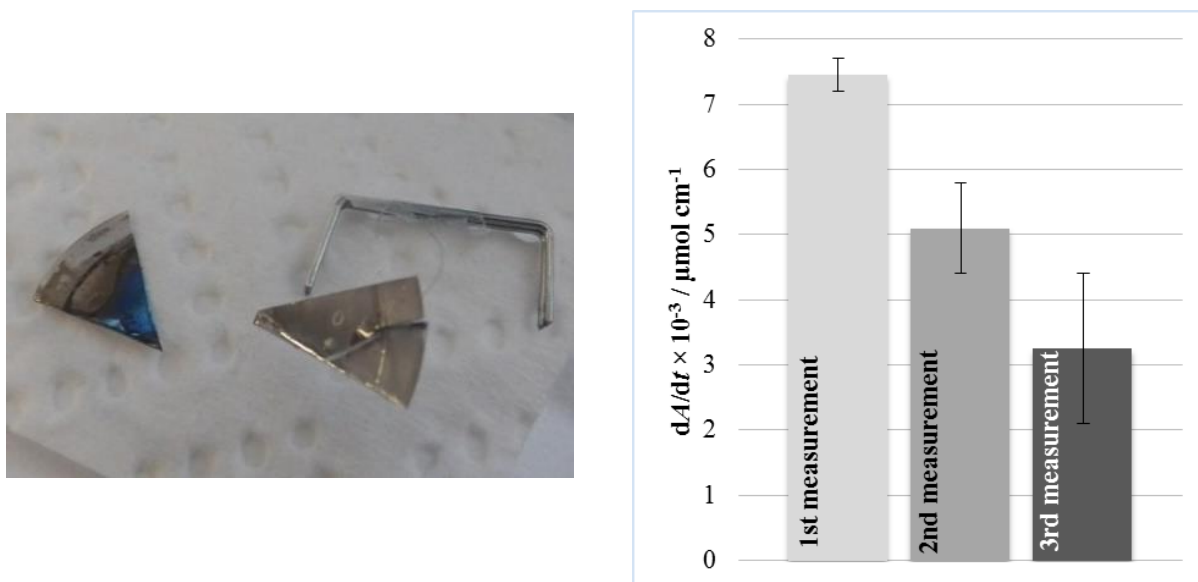 8
7
6
5
4
3
2
1
0
dA/dt × 10⁻³ / µmol cm⁻¹
1st measurement
2nd measurement
3rd measurement